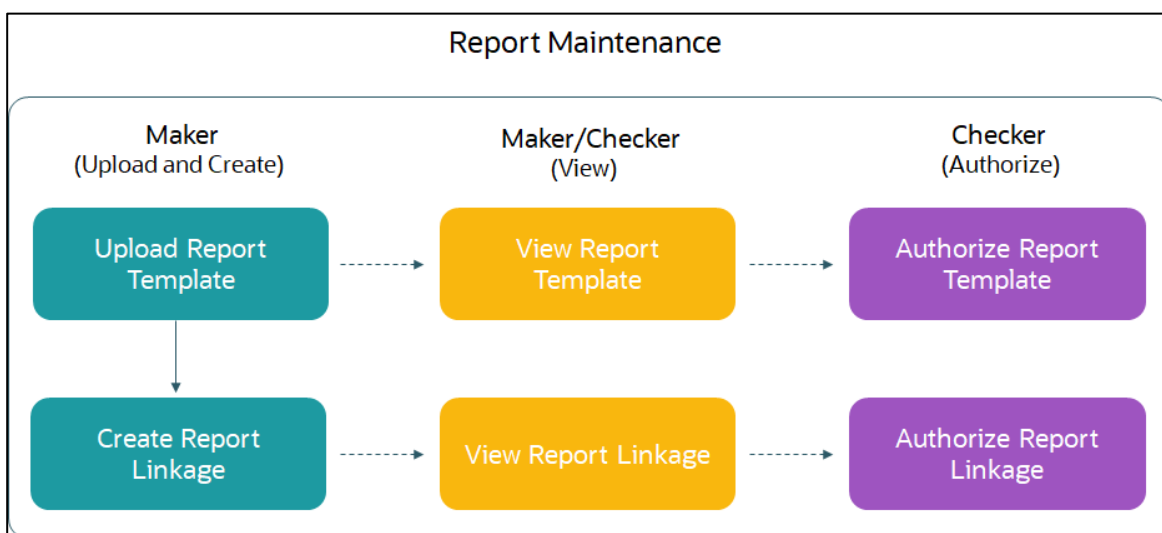 Report Maintenance
Maker
(Upload and Create)
Maker/Checker
(View)
Checker
(Authorize)
Upload Report
Template
View Report
Template
Authorize Report
Template
Create Report
Linkage
View Report Linkage
Authorize Report
Linkage